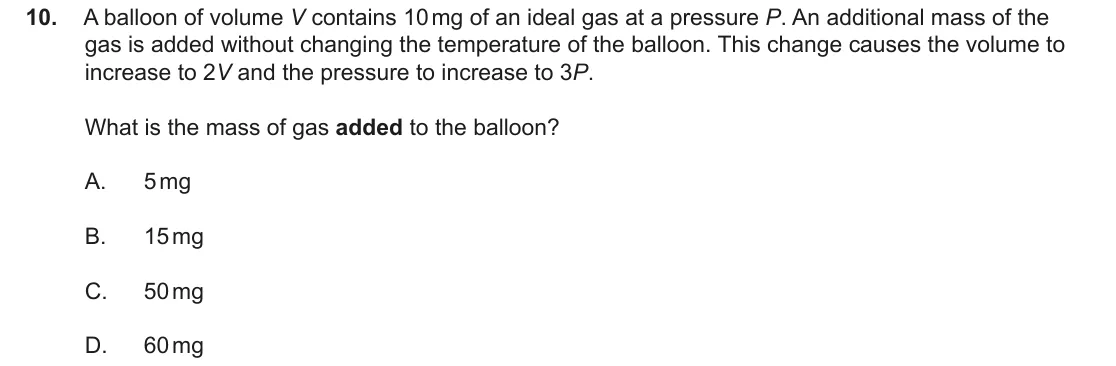 10. A balloon of volume V contains 10 mg of an ideal gas at a pressure P. An additional mass of the
gas is added without changing the temperature of the balloon. This change causes the volume to
increase to 2V and the pressure to increase to 3P.
What is the mass of gas added to the balloon?
A. 5 mg
B. 15 mg
C. 50 mg
D. 60 mg